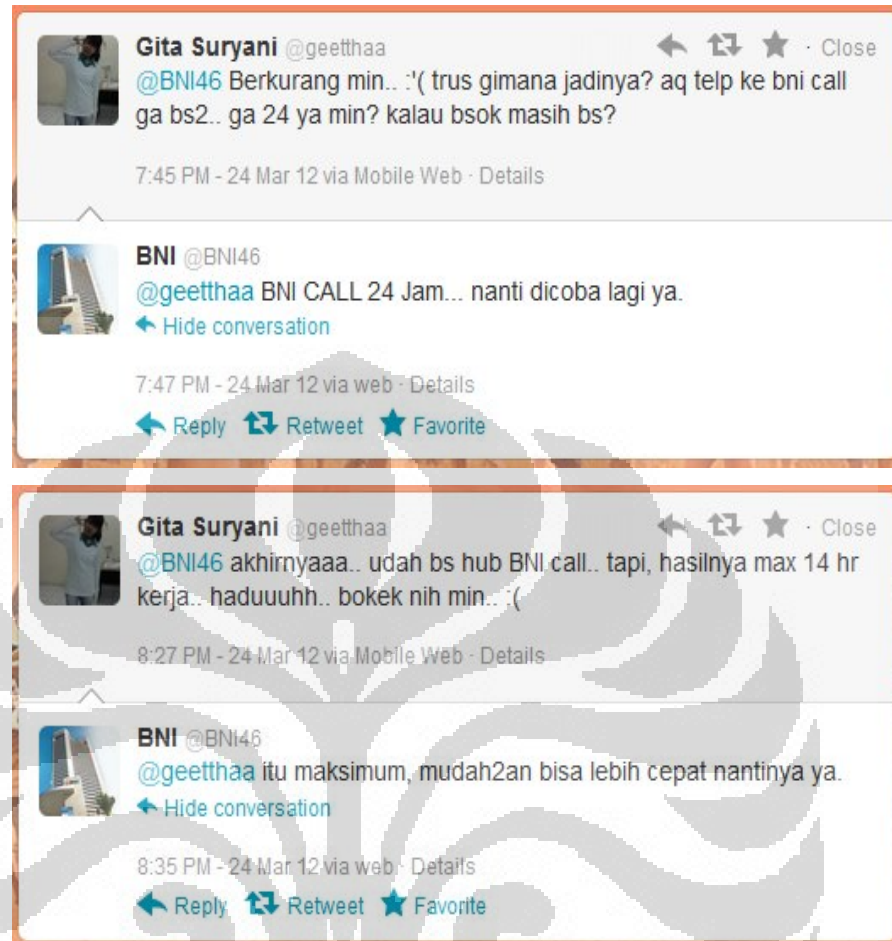 Gita Suryani @geetthaa · Close
@BNI46 Berkurang min.. :'( trus gimana jadinya? aq telp ke bni call
ga bs2.. ga 24 ya min? kalau bsok masih bs?
7:45 PM - 24 Mar 12 via Mobile Web · Details
BNI @BNI46
@geetthaa BNI CALL 24 Jam... nanti dicoba lagi ya.
Hide conversation
7:47 PM - 24 Mar 12 via web · Details
Reply Retweet Favorite
Gita Suryani @geetthaa · Close
@BNI46 akhirnyaaa.. udah bs hub BNI call.. tapi, hasilnya max 14 hr
kerja.. haduuuhh.. bokek nih min.. :(
8:27 PM - 24 Mar 12 via Mobile Web · Details
BNI @BNI46
@geetthaa itu maksimum, mudah2an bisa lebih cepat nantinya ya.
Hide conversation
8:35 PM - 24 Mar 12 via web · Details
Reply Retweet Favorite